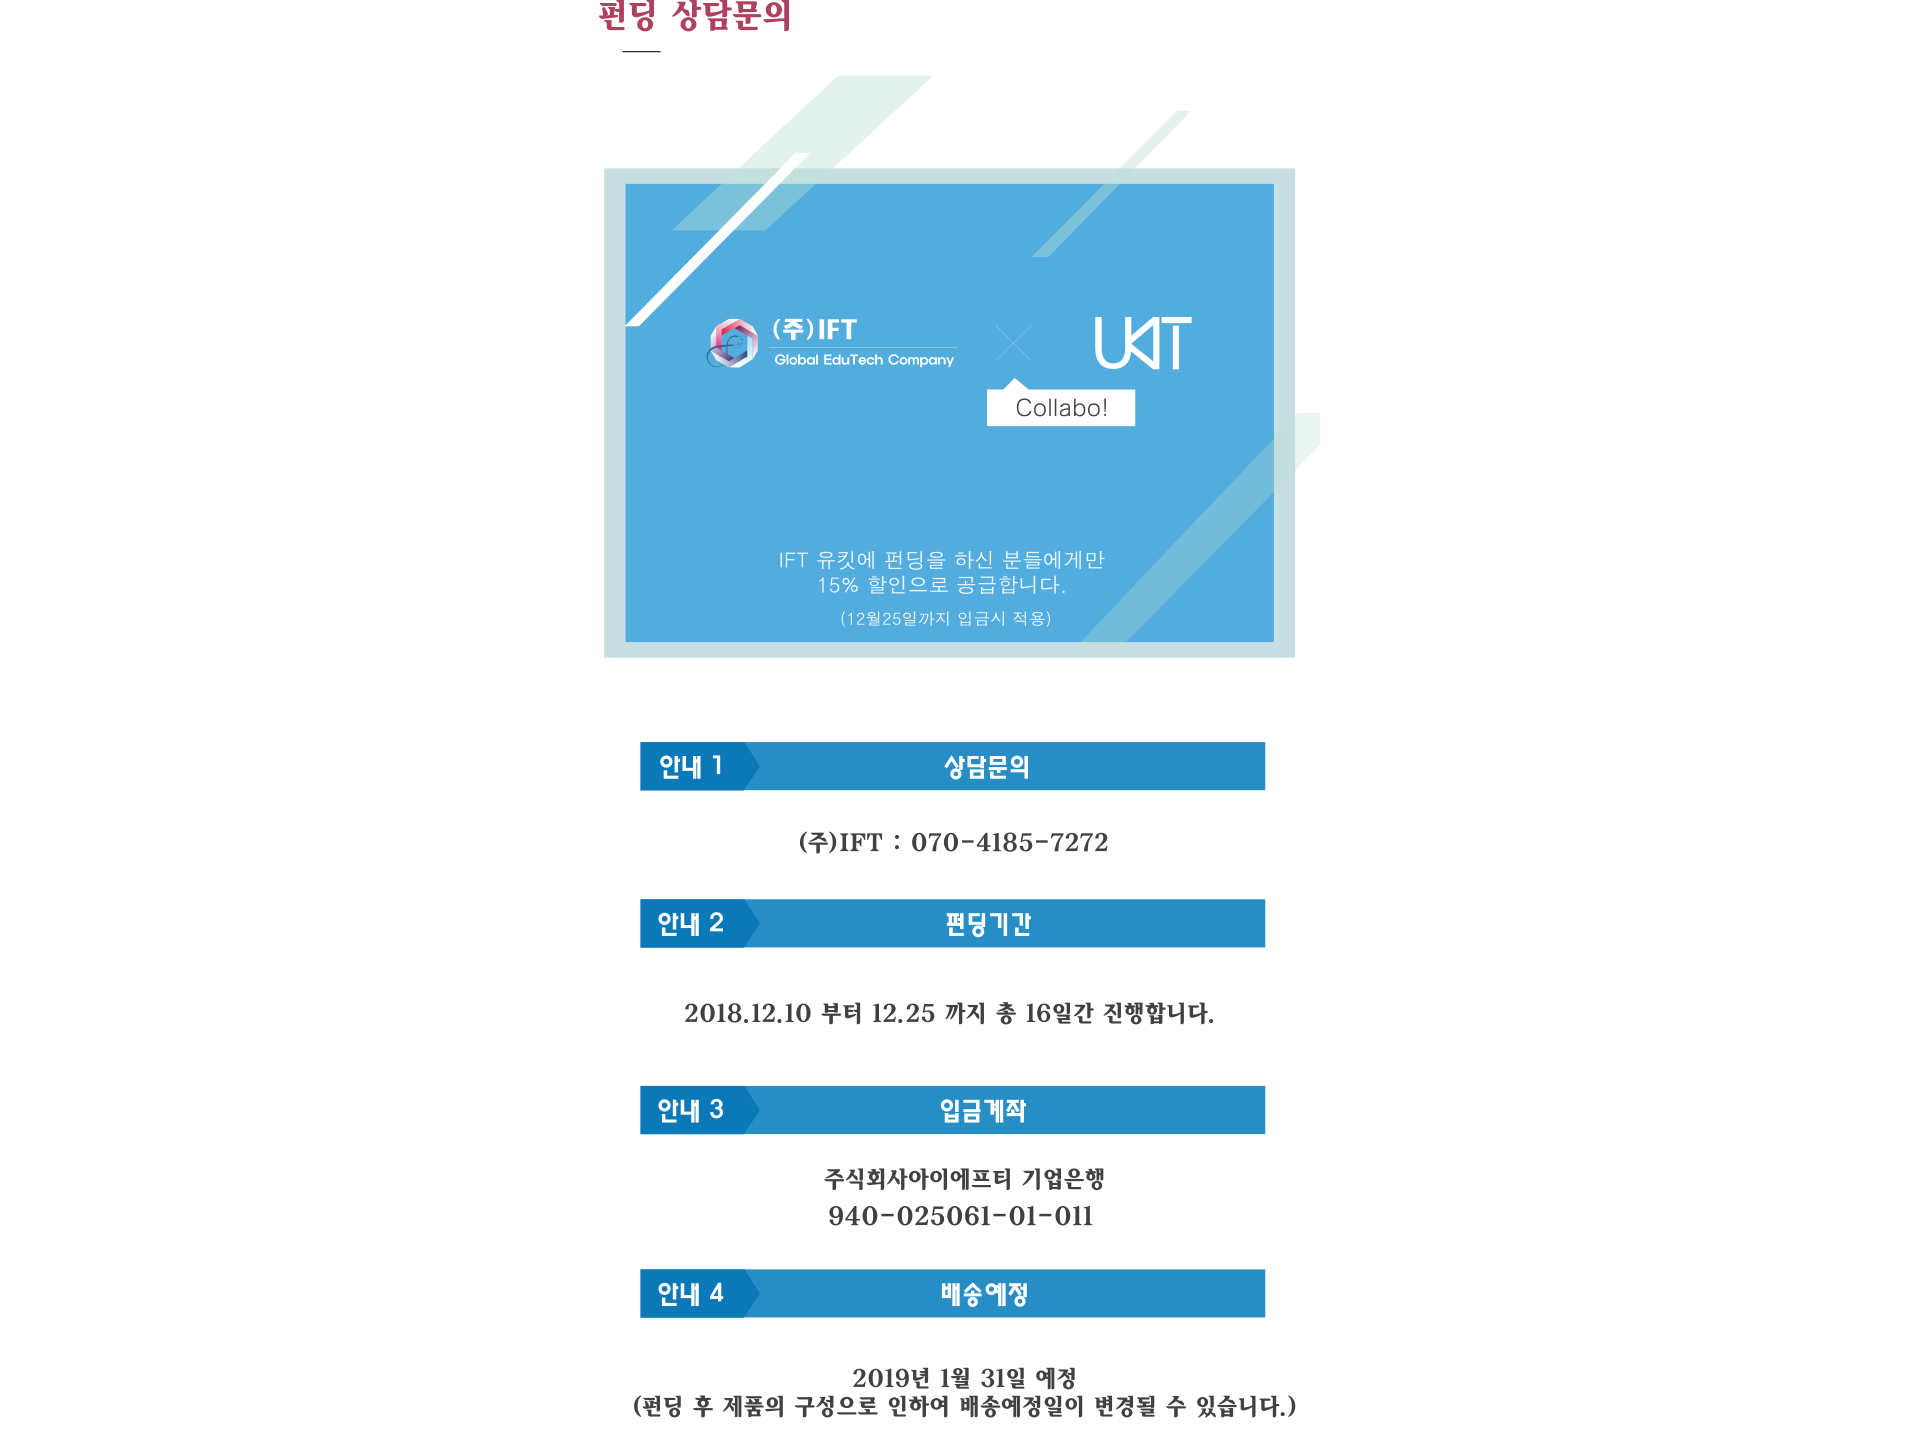 펀딩 상담문의
(주)IFT
Global EduTech Company
UKIT
Collabo!
IFT 유킷에 펀딩을 하신 분들에게만
15% 할인으로 공급합니다.
(12월25일까지 입금시 적용)
안내 1 상담문의
(주)IFT : 070-4185-7272
안내 2 펀딩기간
2018.12.10 부터 12.25 까지 총 16일간 진행합니다.
안내 3 입금계좌
주식회사아이에프티 기업은행
940-025061-01-011
안내 4 배송예정
2019년 1월 31일 예정
(펀딩 후 제품의 구성으로 인하여 배송예정일이 변경될 수 있습니다.)